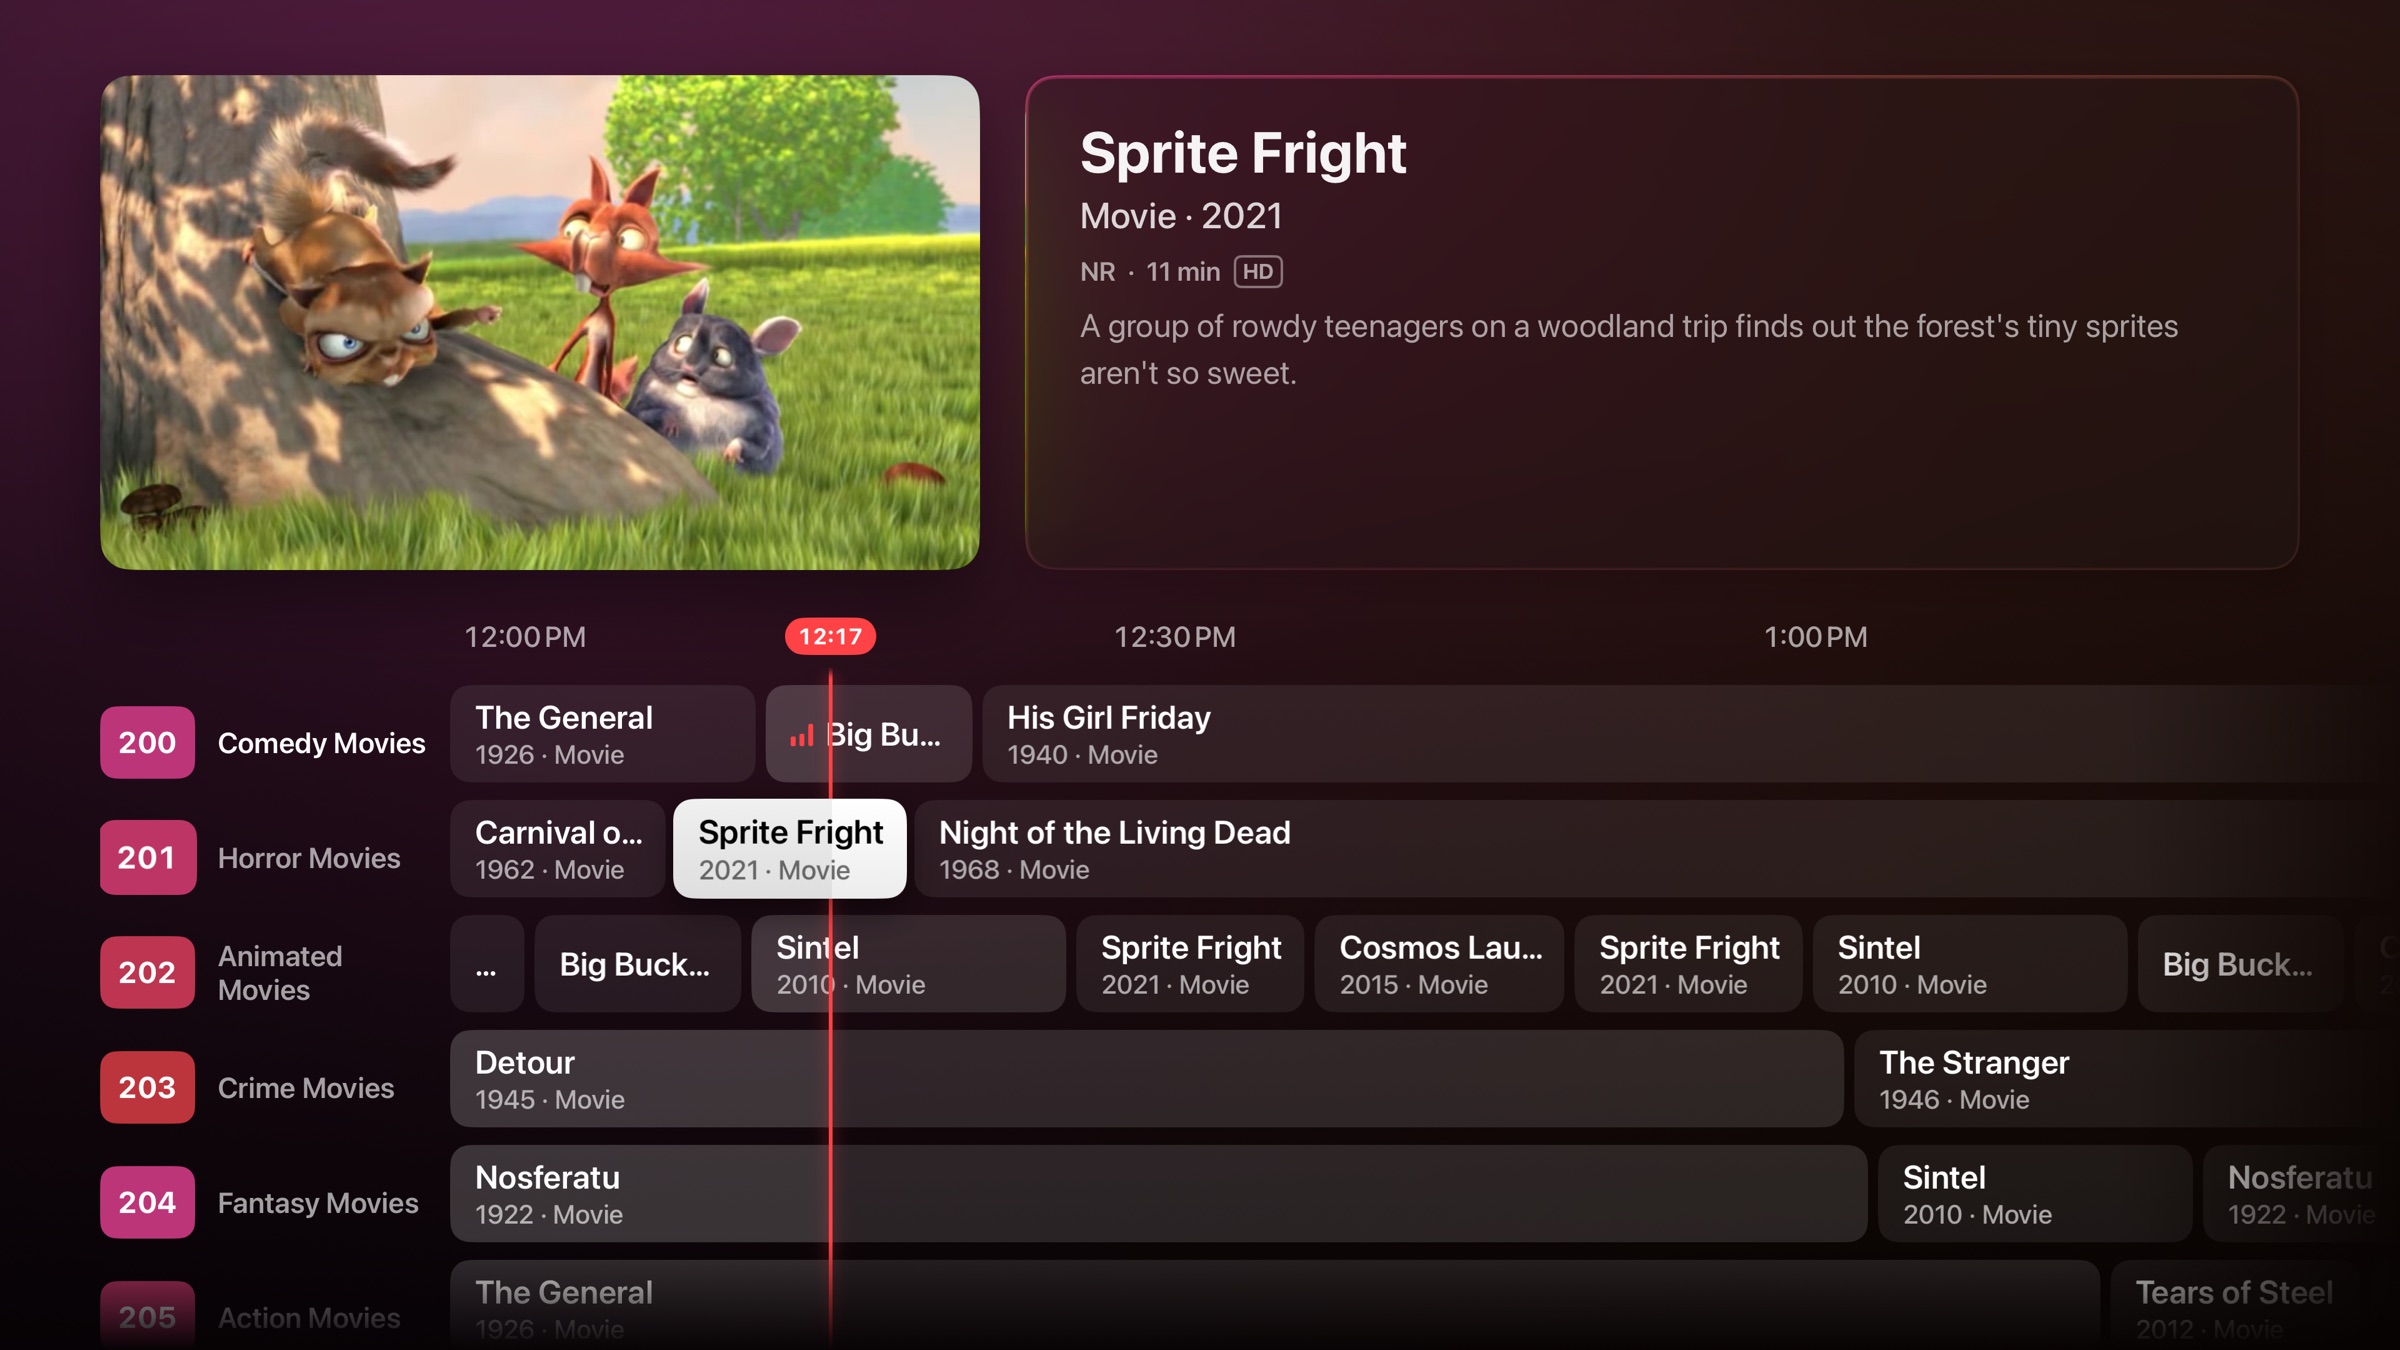 Sprite Fright
Movie · 2021
NR · 11 min HD
A group of rowdy teenagers on a woodland trip finds out the forest's tiny sprites
aren't so sweet.
12:00 PM 12:17 12:30 PM 1:00 PM
200 Comedy Movies
The General
1926 · Movie
Big Bu...
His Girl Friday
1940 · Movie
201 Horror Movies
Carnival o...
1962 · Movie
Sprite Fright
2021 · Movie
Night of the Living Dead
1968 · Movie
202 Animated
Movies
...
Big Buck...
Sintel
2010 · Movie
Sprite Fright
2021 · Movie
Cosmos Lau...
2015 · Movie
Sprite Fright
2021 · Movie
Sintel
2010 · Movie
Big Buck...
203 Crime Movies
Detour
1945 · Movie
The Stranger
1946 · Movie
204 Fantasy Movies
Nosferatu
1922 · Movie
Sintel
2010 · Movie
Nosferatu
1922 · Movie
205 Action Movies
The General
1926 · Movie
Tears of Steel
2012 · Movie